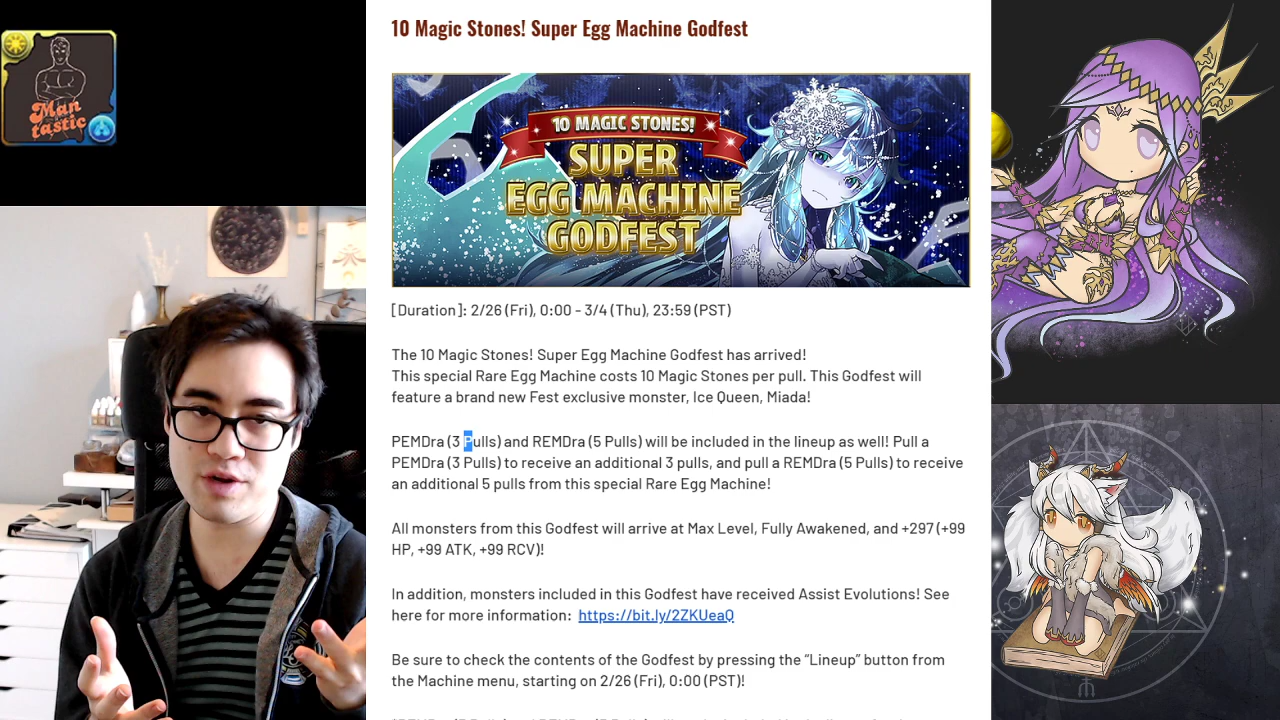 Man
tastic
10 Magic Stones! Super Egg Machine Godfest
10 MAGIC STONES!
SUPER
EGG MACHINE
GODFEST
[Duration]: 2/26 (Fri), 0:00 - 3/4 (Thu), 23:59 (PST)
The 10 Magic Stones! Super Egg Machine Godfest has arrived!
This special Rare Egg Machine costs 10 Magic Stones per pull. This Godfest will
feature a brand new Fest exclusive monster, Ice Queen, Miada!
PEMDra (3 Pulls) and REMDra (5 Pulls) will be included in the lineup as well! Pull a
PEMDra (3 Pulls) to receive an additional 3 pulls, and pull a REMDra (5 Pulls) to receive
an additional 5 pulls from this special Rare Egg Machine!
All monsters from this Godfest will arrive at Max Level, Fully Awakened, and +297 (+99
HP, +99 ATK, +99 RCV)!
In addition, monsters included in this Godfest have received Assist Evolutions! See
here for more information: https://bit.ly/2ZKUeaQ
Be sure to check the contents of the Godfest by pressing the “Lineup” button from
the Machine menu, starting on 2/26 (Fri), 0:00 (PST)!